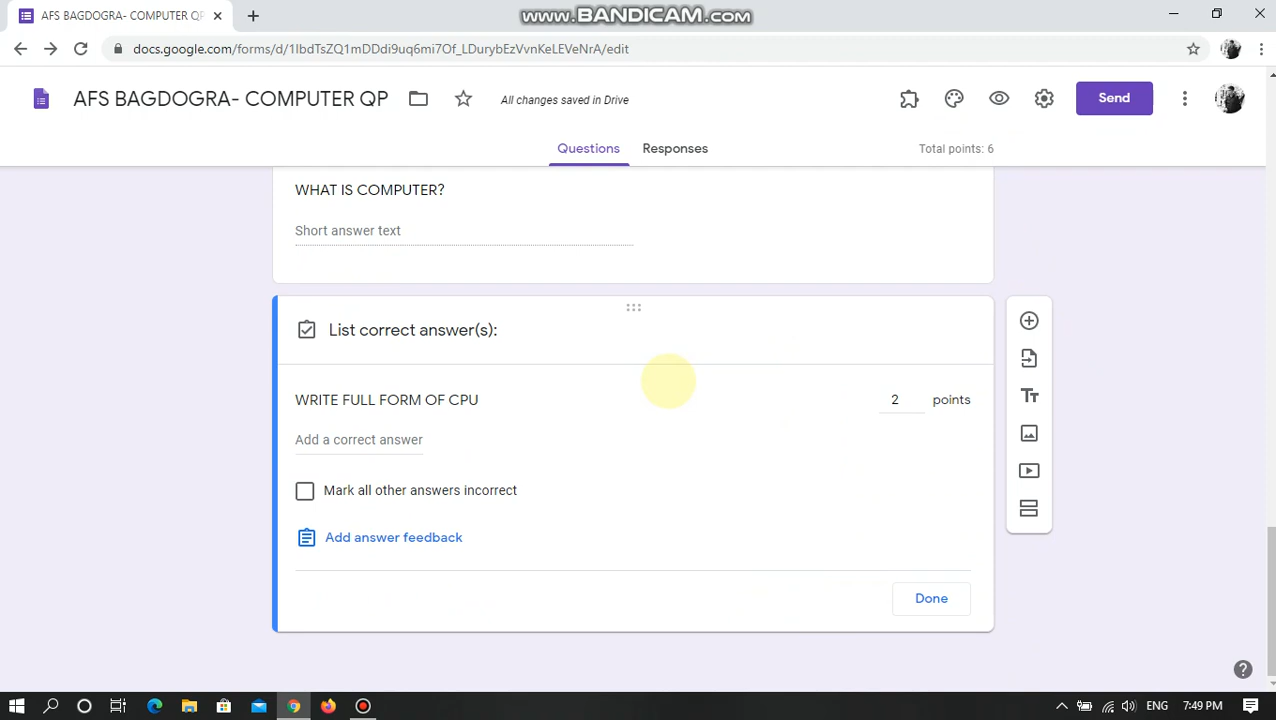 www.BANDICAM.com
AFS BAGDOGRA- COMPUTER QP
docs.google.com/forms/d/1IbdTsZQ1mDDdi9uq6mi7Of_LDurybEzVvnKeLEVeNrA/edit
AFS BAGDOGRA- COMPUTER QP
All changes saved in Drive
Send
Questions
Responses
Total points: 6
WHAT IS COMPUTER?
Short answer text
List correct answer(s):
WRITE FULL FORM OF CPU
2 points
Add a correct answer
Mark all other answers incorrect
Add answer feedback
Done
ENG 7:49 PM